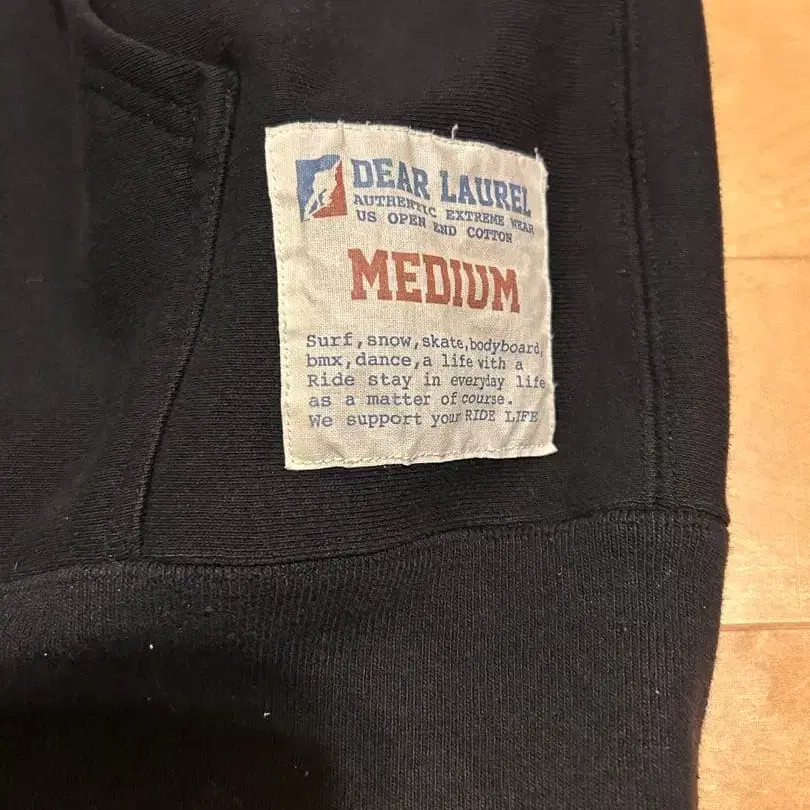 DEAR LAUREL
AUTHENTIC EXTREME WEAR
US OPEN END COTTON
MEDIUM
Surf,snow,skate,bodyboard,
bmx,dance,a life with a
Ride stay in everyday life
as a matter of course.
We support your RIDE LIFE